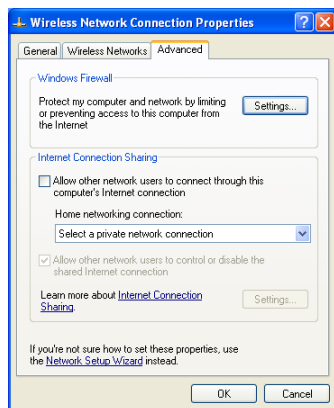 Wireless Network Connection Properties
General Wireless Networks Advanced
Windows Firewall
Protect my computer and network by limiting
or preventing access to this computer from
the Internet
Settings...
Internet Connection Sharing
Allow other network users to connect through this
computer's Internet connection
Home networking connection:
Select a private network connection
Allow other network users to control or disable the
shared Internet connection
Learn more about Internet Connection
Sharing.
Settings...
If you're not sure how to set these properties, use
the Network Setup Wizard instead.
OK Cancel